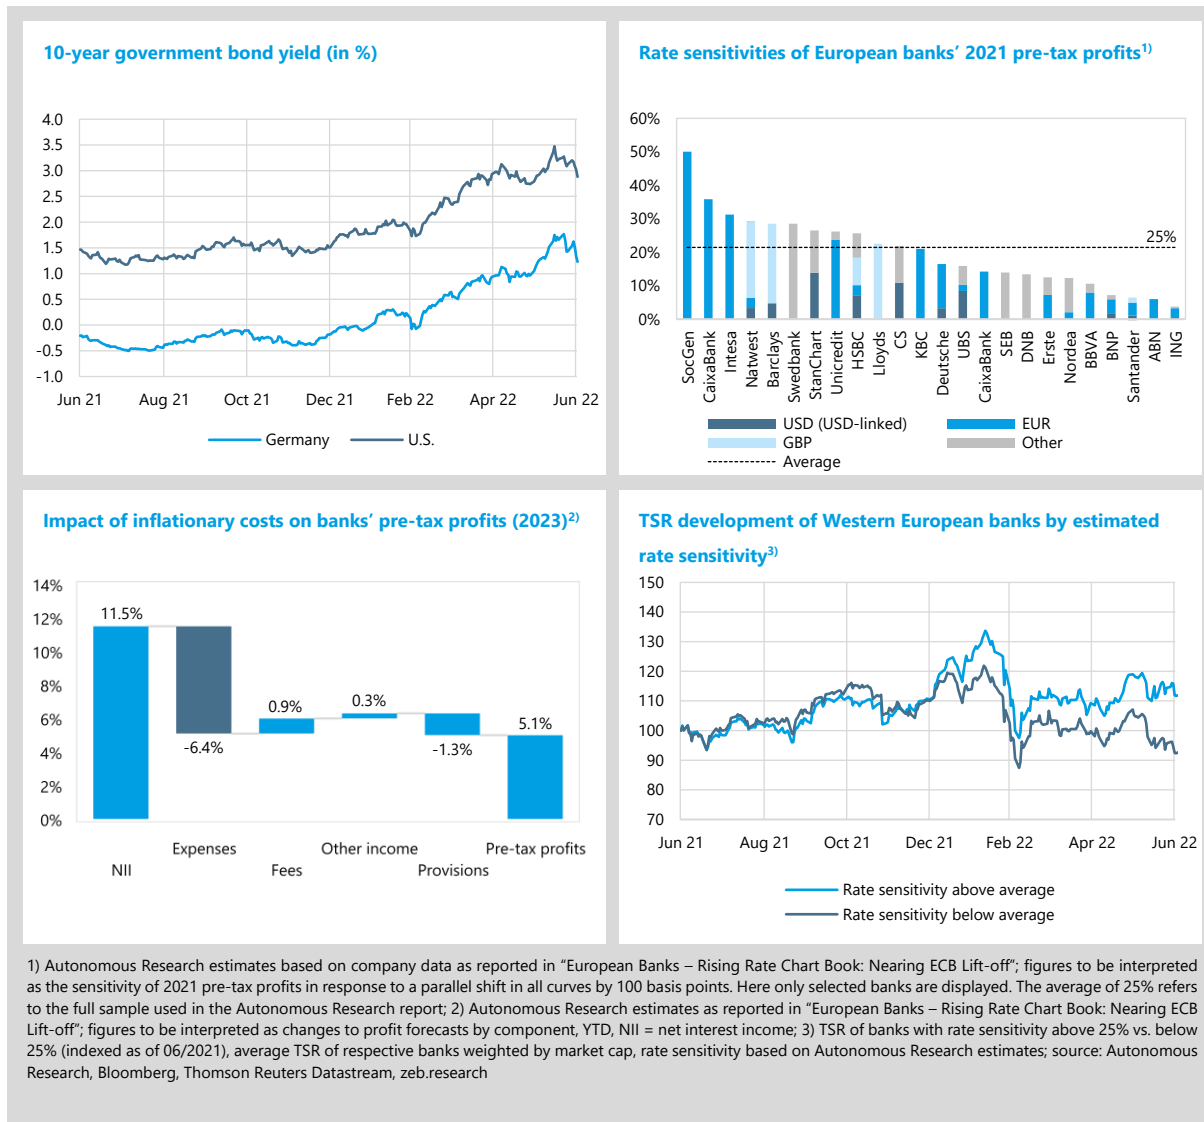 10-year government bond yield (in %)
4.0
3.5
3.0
2.5
2.0
1.5
1.0
0.5
0.0
-0.5
-1.0
Jun 21 Aug 21 Oct 21 Dec 21 Feb 22 Apr 22 Jun 22
Germany U.S.
Rate sensitivities of European banks’ 2021 pre-tax profits1)
60%
50%
40%
30%
20%
10%
0%
25%
SocGen
CaixaBank
Intesa
Natwest
Barclays
Swedbank
StanChart
Unicredit
HSBC
Lloyds
CS
KBC
Deutsche
UBS
CaixaBank
SEB
DNB
Erste
Nordea
BBVA
BNP
Santander
ABN
ING
USD (USD-linked) EUR
GBP Other
Average
Impact of inflationary costs on banks’ pre-tax profits (2023)2)
14%
12%
10%
8%
6%
4%
2%
0%
11.5%
-6.4%
0.9%
0.3%
-1.3%
5.1%
Expenses Other income Pre-tax profits
NII Fees Provisions
TSR development of Western European banks by estimated
rate sensitivity3)
150
140
130
120
110
100
90
80
70
Jun 21 Aug 21 Oct 21 Dec 21 Feb 22 Apr 22 Jun 22
Rate sensitivity above average
Rate sensitivity below average
1) Autonomous Research estimates based on company data as reported in “European Banks – Rising Rate Chart Book: Nearing ECB Lift-off”; figures to be interpreted
as the sensitivity of 2021 pre-tax profits in response to a parallel shift in all curves by 100 basis points. Here only selected banks are displayed. The average of 25% refers
to the full sample used in the Autonomous Research report; 2) Autonomous Research estimates as reported in “European Banks – Rising Rate Chart Book: Nearing ECB
Lift-off”; figures to be interpreted as changes to profit forecasts by component, YTD, NII = net interest income; 3) TSR of banks with rate sensitivity above 25% vs. below
25% (indexed as of 06/2021), average TSR of respective banks weighted by market cap, rate sensitivity based on Autonomous Research estimates; source: Autonomous
Research, Bloomberg, Thomson Reuters Datastream, zeb.research